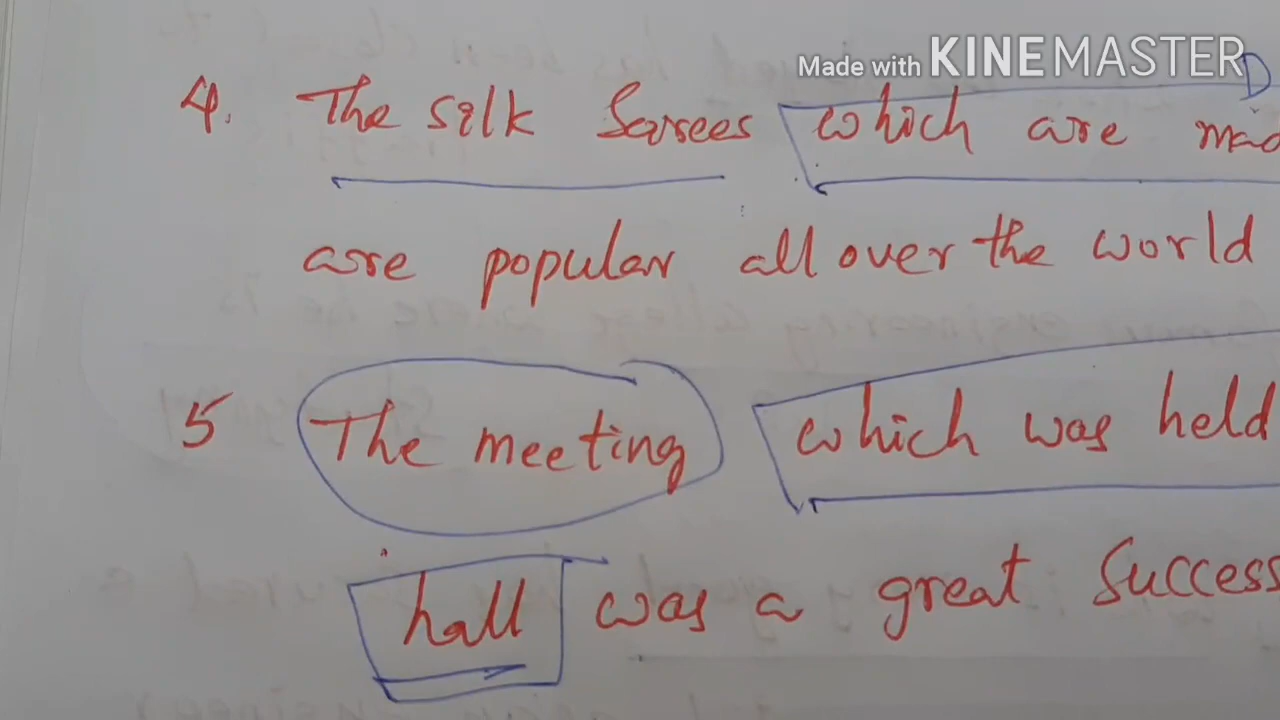 Made with KINEMASTER
D
4. The silk Sarees which are mad
are popular all over the world
5 The meeting which was held
hall was a great Success